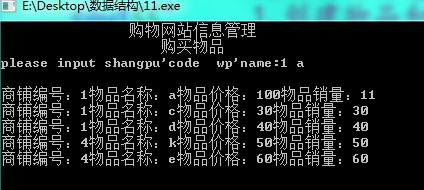 E:\Desktop\数据结构\11.exe
购物网站信息管理
购买物品
please input shangpu'code  wp'name:1 a
商铺编号：1物品名称：a物品价格：100物品销量：11
商铺编号：1物品名称：c物品价格：30物品销量：30
商铺编号：1物品名称：d物品价格：40物品销量：40
商铺编号：4物品名称：k物品价格：50物品销量：50
商铺编号：4物品名称：e物品价格：60物品销量：60